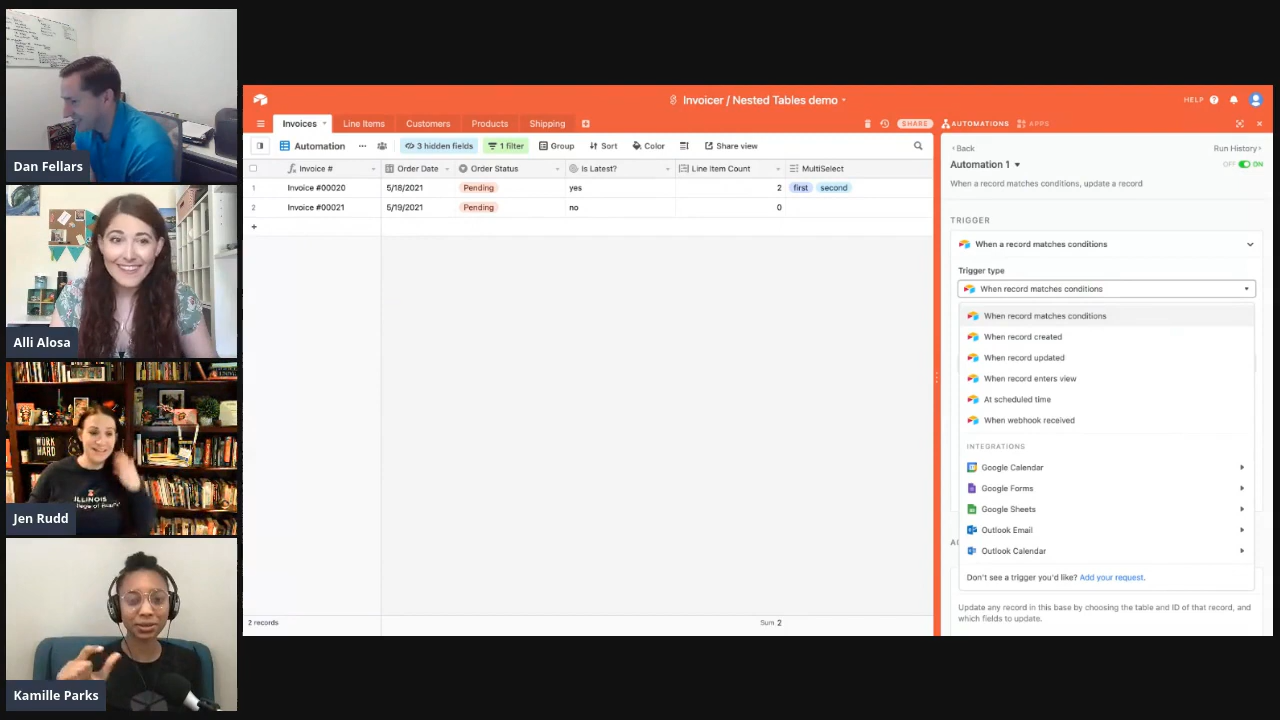 Dan Fellars
Alli Alosa
WORK
HARD
ILLINOIS
Jen Rudd
Kamille Parks
Invoicer / Nested Tables demo
HELP
Invoices
Line Items
Customers
Products
Shipping
SHARE
AUTOMATIONS
APPS
Automation
3 hidden fields
1 filter
Group
Sort
Color
Share view
Invoice #
Order Date
Order Status
Is Latest?
Line Item Count
MultiSelect
1 Invoice #00020 5/18/2021 Pending yes 2 first second
2 Invoice #00021 5/19/2021 Pending no 0
+
2 records
Sum 2
Back
Run History
Automation 1
OFF ON
When a record matches conditions, update a record
TRIGGER
When a record matches conditions
Trigger type
When record matches conditions
When record matches conditions
When record created
When record updated
When record enters view
At scheduled time
When webhook received
INTEGRATIONS
Google Calendar
Google Forms
Google Sheets
Outlook Email
Outlook Calendar
Don't see a trigger you'd like? Add your request.
Update any record in this base by choosing the table and ID of that record, and
which fields to update.